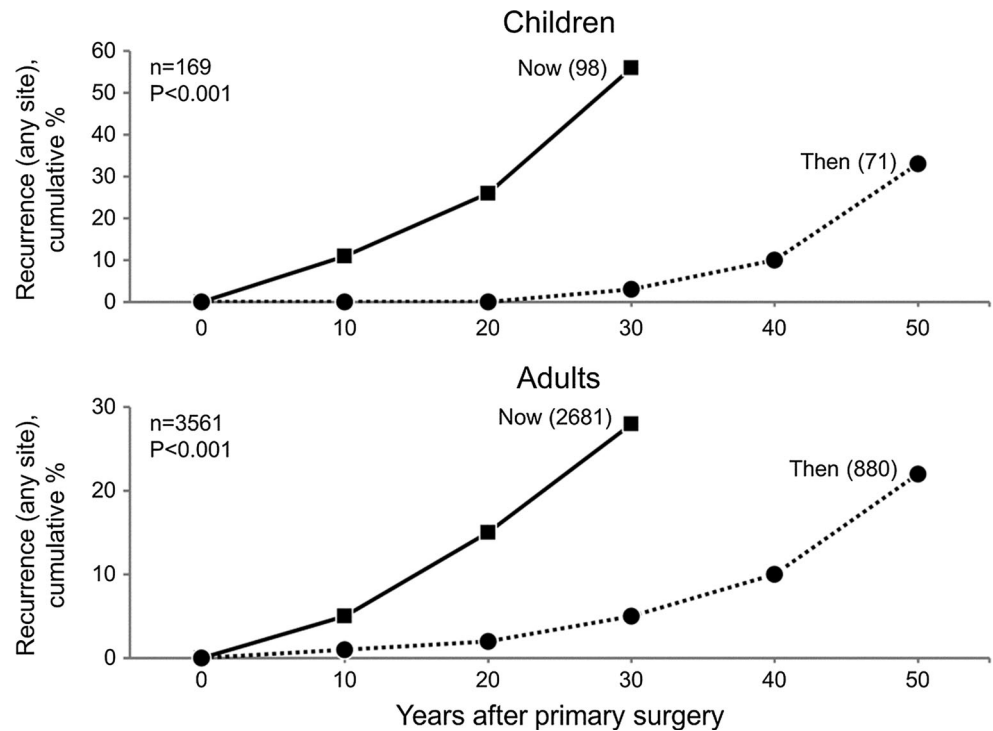 Children
Recurrence (any site),
cumulative %
60
50
40
30
20
10
0
n=169
P<0.001
Now (98)
Then (71)
0 10 20 30 40 50
Adults
Recurrence (any site),
cumulative %
30
20
10
0
n=3561
P<0.001
Now (2681)
Then (880)
0 10 20 30 40 50
Years after primary surgery